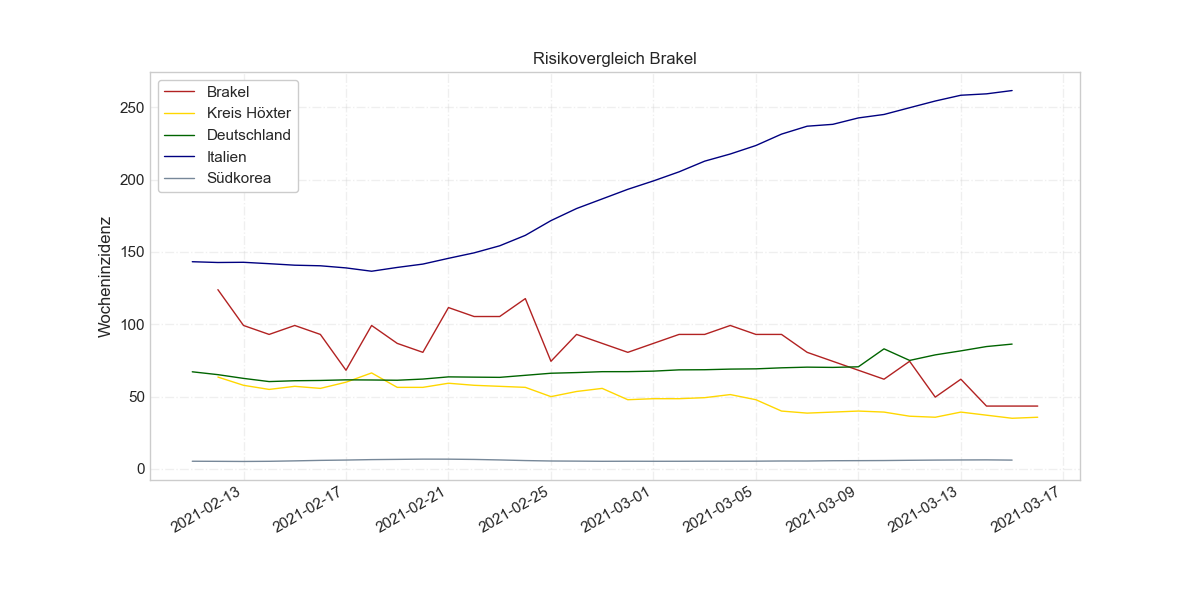 Risikovergleich Brakel
Brakel
Kreis Höxter
Deutschland
Italien
Südkorea
Wocheninzidenz
250
200
150
100
50
0
2021-02-13
2021-02-17
2021-02-21
2021-02-25
2021-03-01
2021-03-05
2021-03-09
2021-03-13
2021-03-17